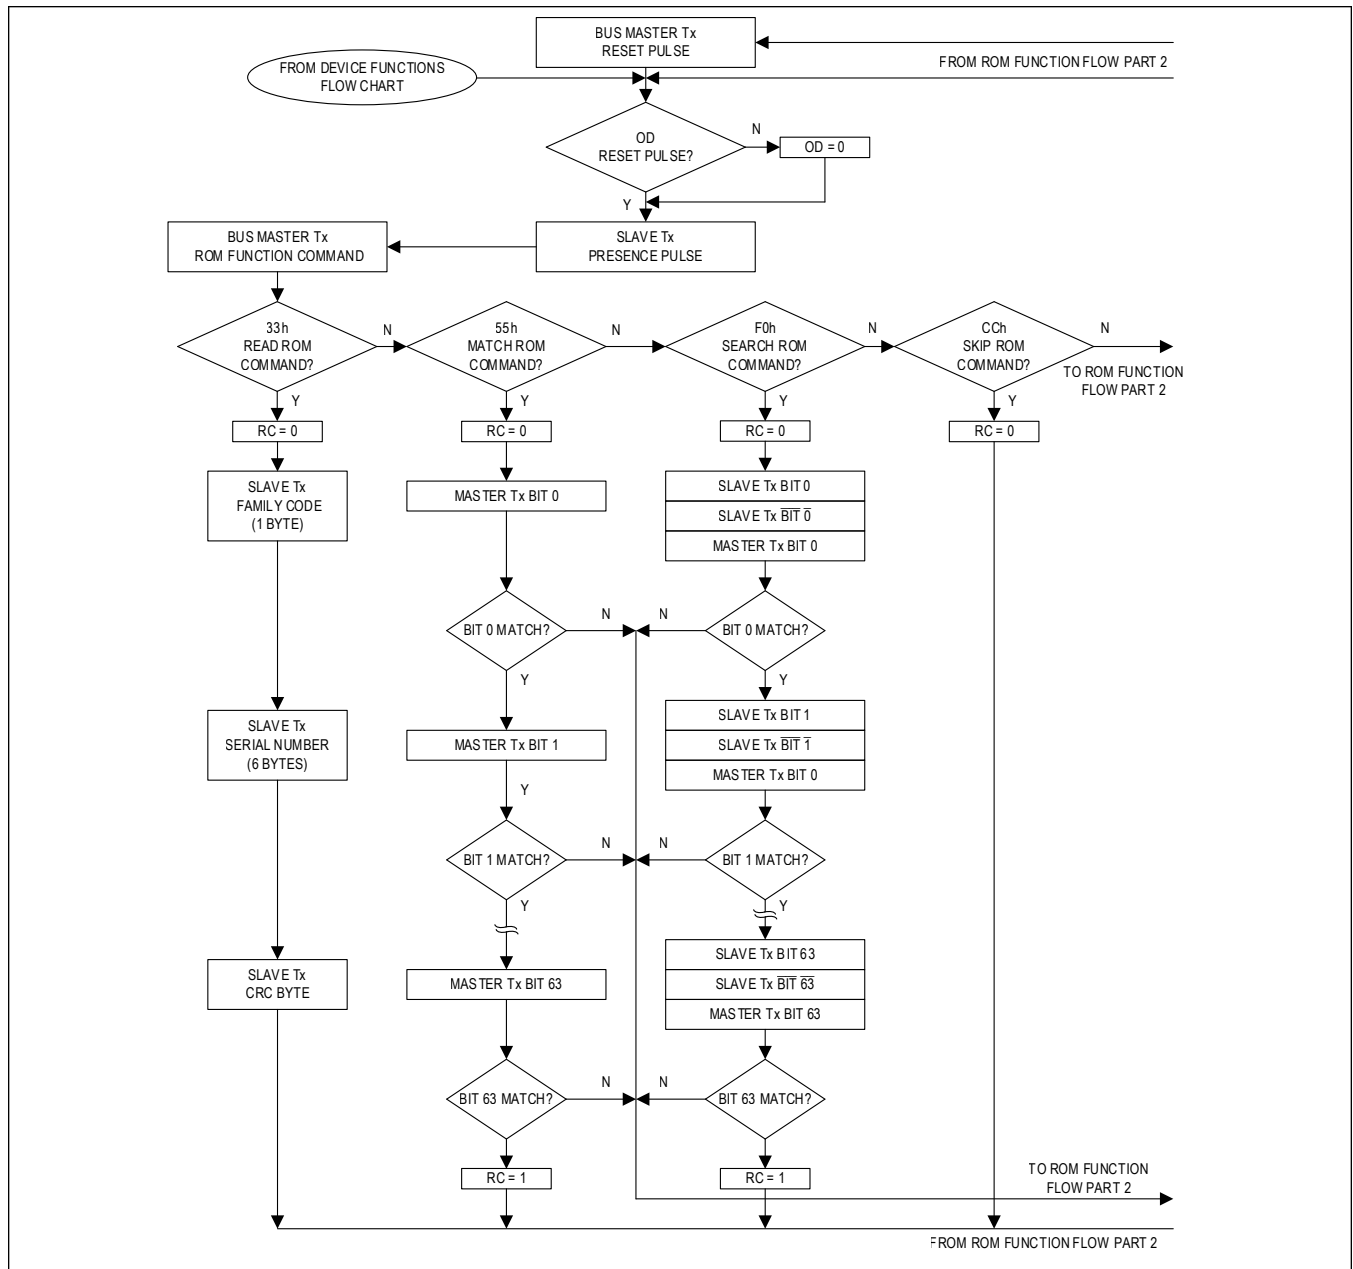 BUS MASTER Tx
RESET PULSE
FROM ROM FUNCTION FLOW PART 2
FROM DEVICE FUNCTIONS
FLOW CHART
OD
RESET PULSE?
N
OD = 0
Y
BUS MASTER Tx
ROM FUNCTION COMMAND
SLAVE Tx
PRESENCE PULSE
33h
READ ROM
COMMAND?
N
55h
MATCH ROM
COMMAND?
N
F0h
SEARCH ROM
COMMAND?
N
CCh
SKIP ROM
COMMAND?
N
TO ROM FUNCTION
FLOW PART 2
Y
Y
Y
Y
RC = 0
RC = 0
RC = 0
RC = 0
SLAVE Tx
FAMILY CODE
(1 BYTE)
MASTER Tx BIT 0
SLAVE Tx BIT 0
SLAVE Tx B̅I̅T̅ 0̅
MASTER Tx BIT 0
BIT 0 MATCH?
N
N
BIT 0 MATCH?
Y
Y
SLAVE Tx
SERIAL NUMBER
(6 BYTES)
MASTER Tx BIT 1
SLAVE Tx BIT 1
SLAVE Tx B̅I̅T̅ 1̅
MASTER Tx BIT 0
Y
BIT 1 MATCH?
N
N
BIT 1 MATCH?
Y
Y
SLAVE Tx
CRC BYTE
MASTER Tx BIT 63
SLAVE Tx BIT 63
SLAVE Tx B̅I̅T̅ 6̅3̅
MASTER Tx BIT 63
BIT 63 MATCH?
N
N
BIT 63 MATCH?
Y
Y
RC = 1
RC = 1
TO ROM FUNCTION
FLOW PART 2
FROM ROM FUNCTION FLOW PART 2